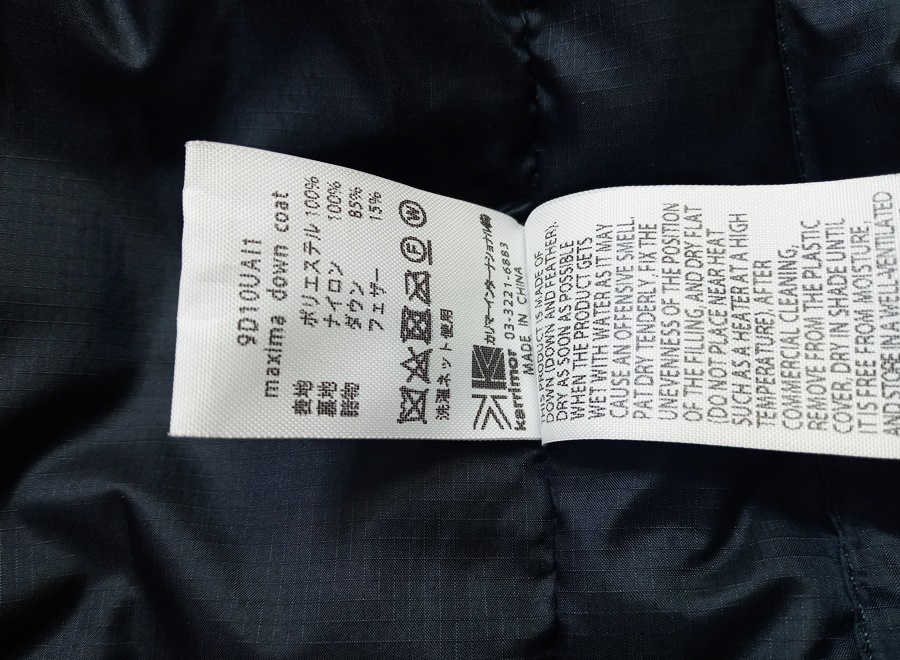 9D10UAI1
maxima down coat
表地 ポリエステル 100%
裏地 ナイロン 100%
詰物 ダウン 85%
フェザー 15%
洗濯ネット使用
karrimor
カリマーインターナショナル㈱
03-3221-6883
MADE IN CHINA
THIS PRODUCT IS MADE OF
DOWN (DOWN AND FEATHER).
DRY AS SOON AS POSSIBLE
WHEN THE PRODUCT GETS
WET WITH WATER AS IT MAY
CAUSE AN OFFENSIVE SMELL.
PAT DRY TENDERLY, FIX THE
UNEVENNESS OF THE POSITION
OF THE FILLING, AND DRY FLAT
(DO NOT PLACE NEAR HEAT
SUCH AS A HEATER AT A HIGH
TEMPERATURE). AFTER
COMMERCIAL CLEANING,
REMOVE FROM THE PLASTIC
COVER, DRY IN SHADE UNTIL
IT IS FREE FROM MOISTURE,
AND STORE IN A WELL-VENTILATED